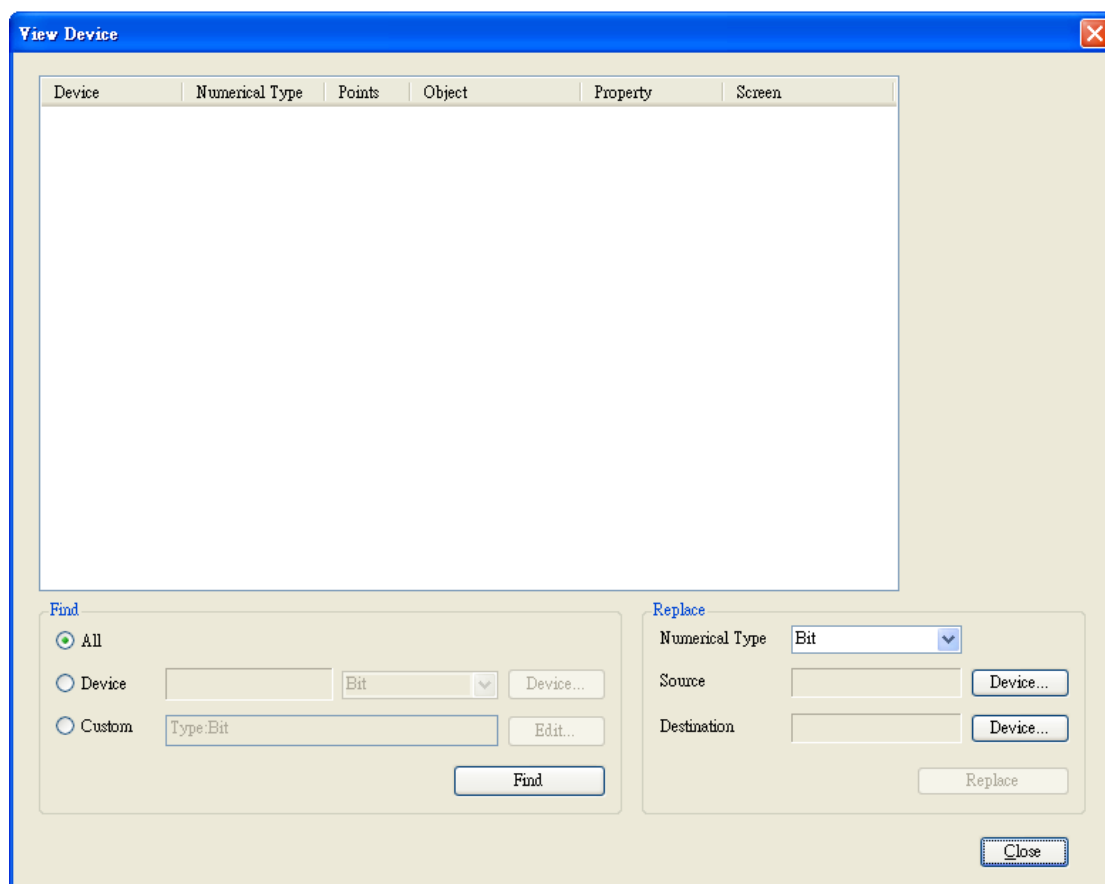 View Device
Device Numerical Type Points Object Property Screen
Find
All
Device Bit Device...
Custom Type:Bit Edit...
Find
Replace
Numerical Type Bit
Source Device...
Destination Device...
Replace
Close